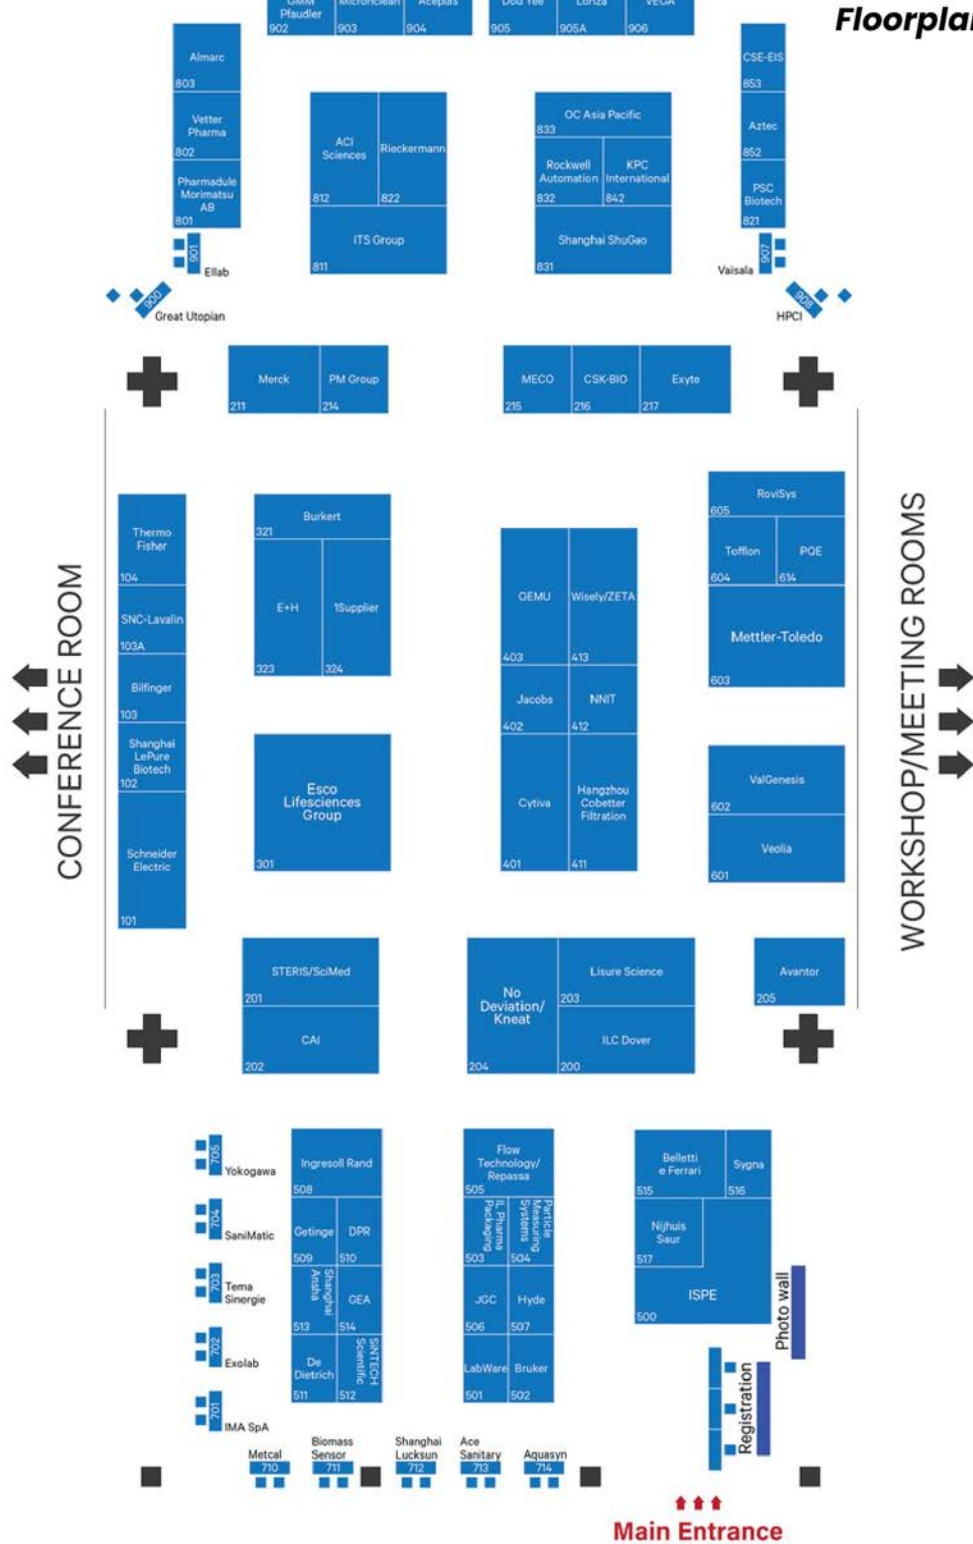 Floorplan
GMM
Pfaudler
902
Micronclean
903
Aceplas
904
Dou Yee
905
Lonza
905A
VEGA
906
Almarc
803
Vetter
Pharma
802
Pharmadule
Morimatsu
AB
801
901
Ellab
900
Great Utopian
ACI
Sciences
812
Rieckermann
822
ITS Group
811
OC Asia Pacific
833
Rockwell
Automation
832
KPC
International
842
Shanghai ShuGao
831
CSE-EIS
853
Aztec
852
PSC
Biotech
821
907
Vaisala
908
HPCI
Merck
211
PM Group
214
MECO
215
CSK-BIO
216
Exyte
217
CONFERENCE ROOM
Thermo
Fisher
104
SNC-Lavalin
103A
Bilfinger
103
Shanghai
LePure
Biotech
102
Schneider
Electric
101
Burkert
321
E+H
323
1Supplier
324
Esco
Lifesciences
Group
301
GEMU
403
Wisely/ZETA
413
Jacobs
402
NNIT
412
Cytiva
401
Hangzhou
Cobetter
Filtration
411
RoviSys
605
Tofflon
604
PQE
614
Mettler-Toledo
603
ValGenesis
602
Veolia
601
WORKSHOP/MEETING ROOMS
STERIS/SciMed
201
CAI
202
No
Deviation/
Kneat
204
Lisure Science
203
ILC Dover
200
Avantor
205
705
Yokogawa
704
SaniMatic
703
Tema
Sinergie
702
Exolab
701
IMA SpA
Ingresoll Rand
508
Getinge
509
DPR
510
Shanghai
Ansha
513
GEA
514
De
Dietrich
511
SiNTECH
Scientific
512
Flow
Technology/
Repassa
505
IL Pharma
Packaging
503
Particle
Measuring
Systems
504
JGC
506
Hyde
507
LabWare
501
Bruker
502
Belletti
e Ferrari
515
Sygna
516
Nijhuis
Saur
517
ISPE
500
Photo wall
Registration
Metcal
710
Biomass
Sensor
711
Shanghai
Lucksun
712
Ace
Sanitary
713
Aquasyn
714
Main Entrance